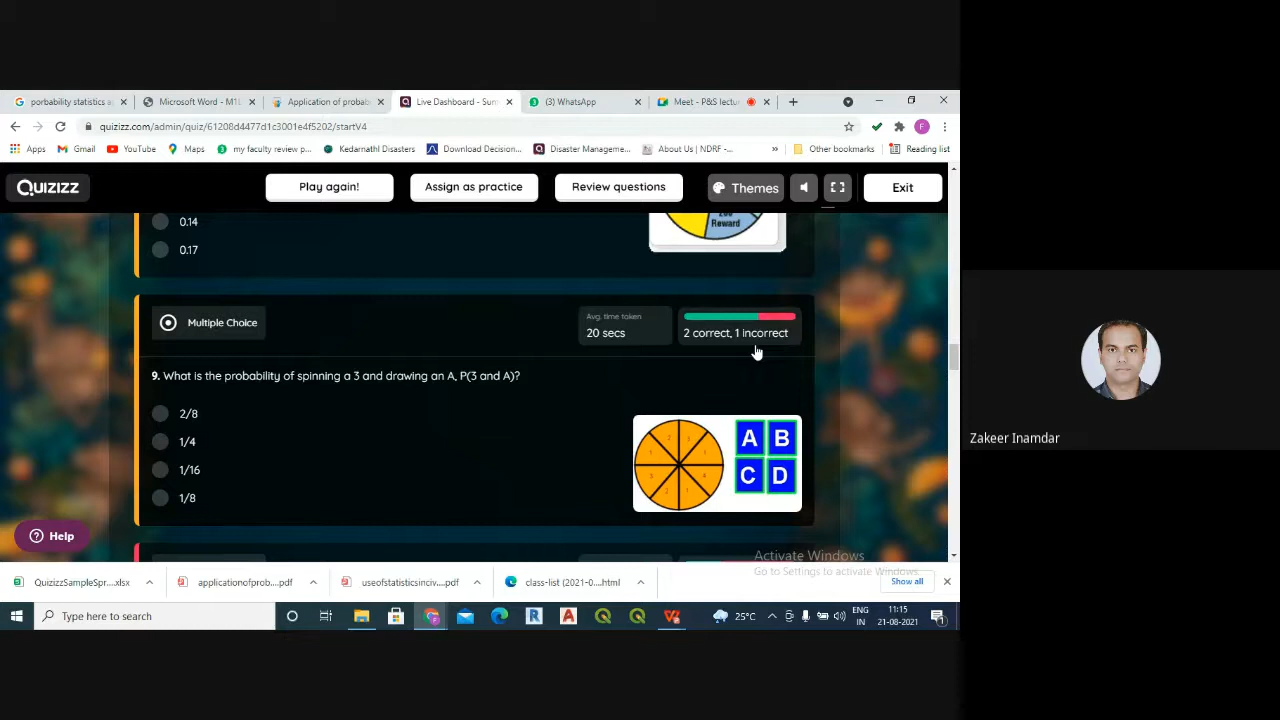 porbability statistics a
Microsoft Word - M1L
Application of probab
Live Dashboard - Sum
(3) WhatsApp
Meet - P&S lectu
quizizz.com/admin/quiz/61208d4477d1c3001e4f5202/startV4
Apps
Gmail
YouTube
Maps
my faculty review p...
Kedarnathl Disasters
Download Decision...
Disaster Manageme...
About Us | NDRF -...
»
Other bookmarks
Reading list
Quizizz
Play again!
Assign as practice
Review questions
Themes
Exit
0.14
0.17
Reward
Multiple Choice
Avg. time taken
20 secs
2 correct, 1 incorrect
9. What is the probability of spinning a 3 and drawing an A, P(3 and A)?
2/8
1/4
1/16
1/8
A B
C D
Help
Zakeer Inamdar
Activate Windows
Go to Settings to activate Windows.
QuizizzSampleSpr....xlsx
applicationofprob....pdf
useofstatisticsinciv....pdf
class-list (2021-0....html
Show all
Type here to search
25°C
ENG
IN
11:15
21-08-2021